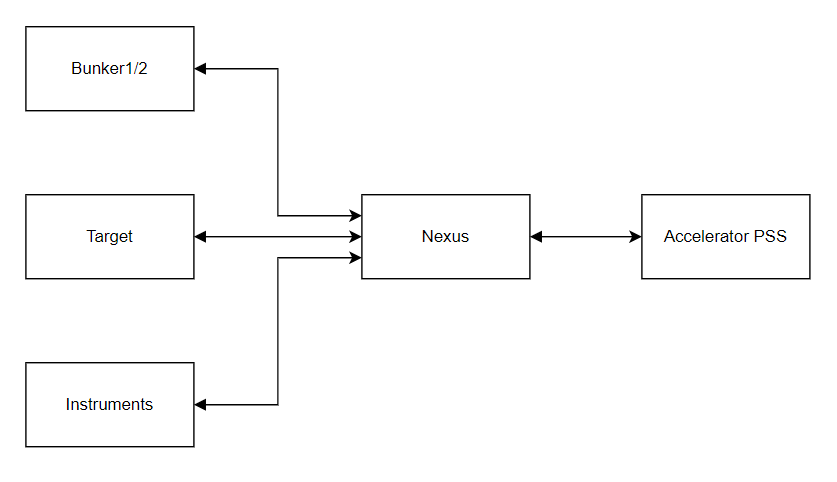 Bunker1/2
Target
Nexus
Accelerator PSS
Instruments